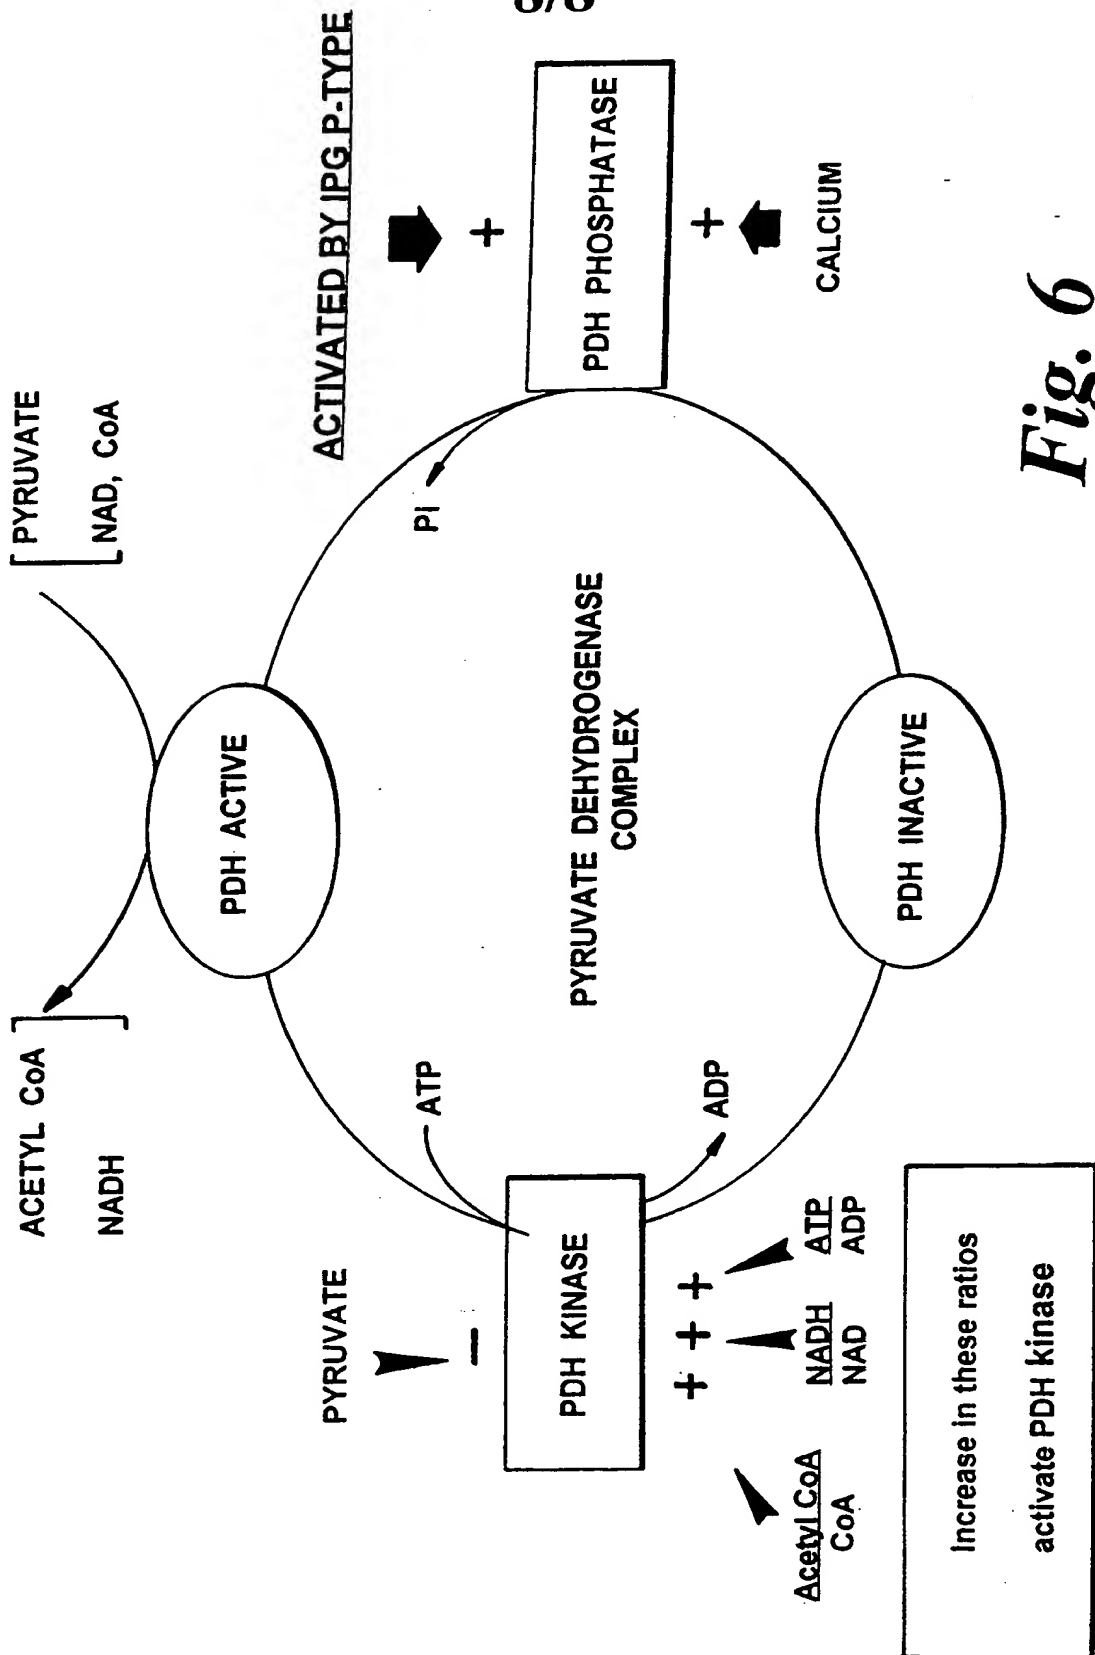 8/8
ACETYL CoA
NADH
PYRUVATE
NAD, CoA
PDH ACTIVE
ACTIVATED BY IPG P-TYPE
PYRUVATE
ATP
PI
PDH KINASE
PYRUVATE DEHYDROGENASE
COMPLEX
PDH PHOSPHATASE
−
+
+ + +
+
ADP
Acetyl CoA
CoA
NADH
NAD
ATP
ADP
CALCIUM
PDH INACTIVE
Increase in these ratios
activate PDH kinase
Fig. 6